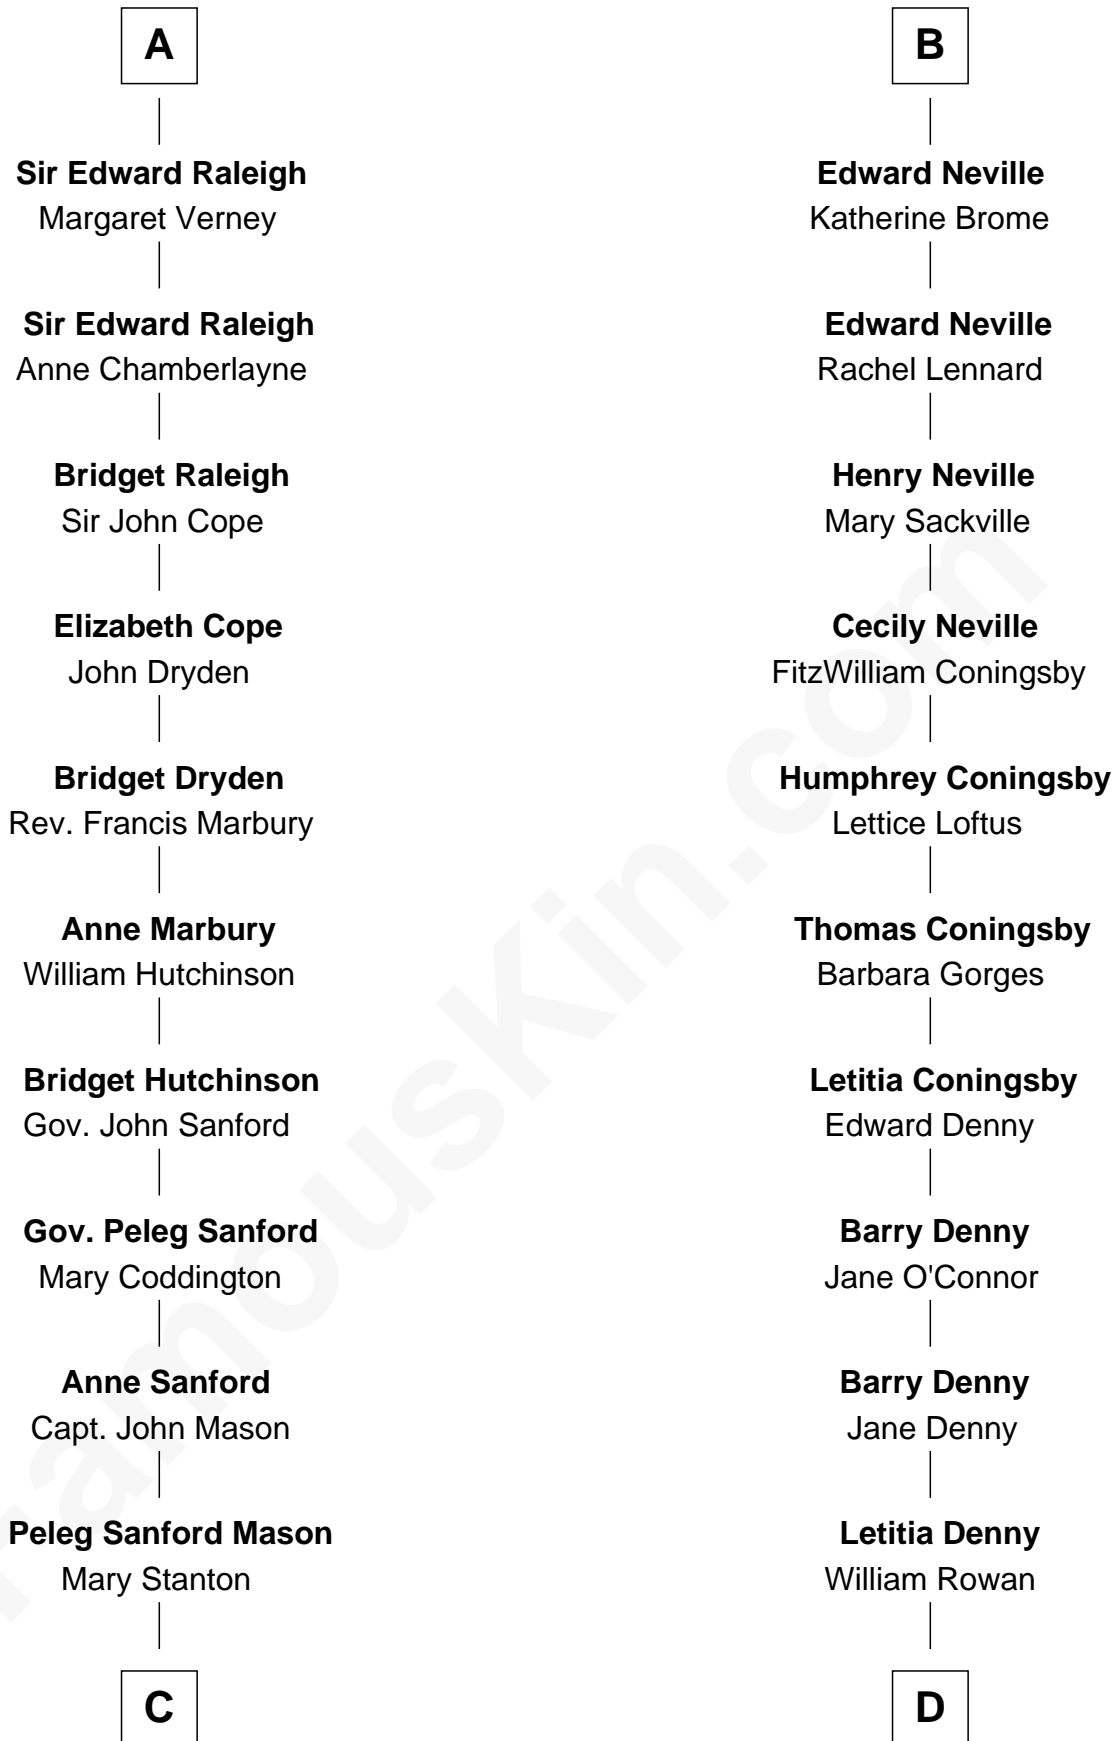 A
Sir Edward Raleigh
Margaret Verney
Sir Edward Raleigh
Anne Chamberlayne
Bridget Raleigh
Sir John Cope
Elizabeth Cope
John Dryden
Bridget Dryden
Rev. Francis Marbury
Anne Marbury
William Hutchinson
Bridget Hutchinson
Gov. John Sanford
Gov. Peleg Sanford
Mary Coddington
Anne Sanford
Capt. John Mason
Peleg Sanford Mason
Mary Stanton
C
B
Edward Neville
Katherine Brome
Edward Neville
Rachel Lennard
Henry Neville
Mary Sackville
Cecily Neville
FitzWilliam Coningsby
Humphrey Coningsby
Lettice Loftus
Thomas Coningsby
Barbara Gorges
Letitia Coningsby
Edward Denny
Barry Denny
Jane O'Connor
Barry Denny
Jane Denny
Letitia Denny
William Rowan
D
FamousKin.com